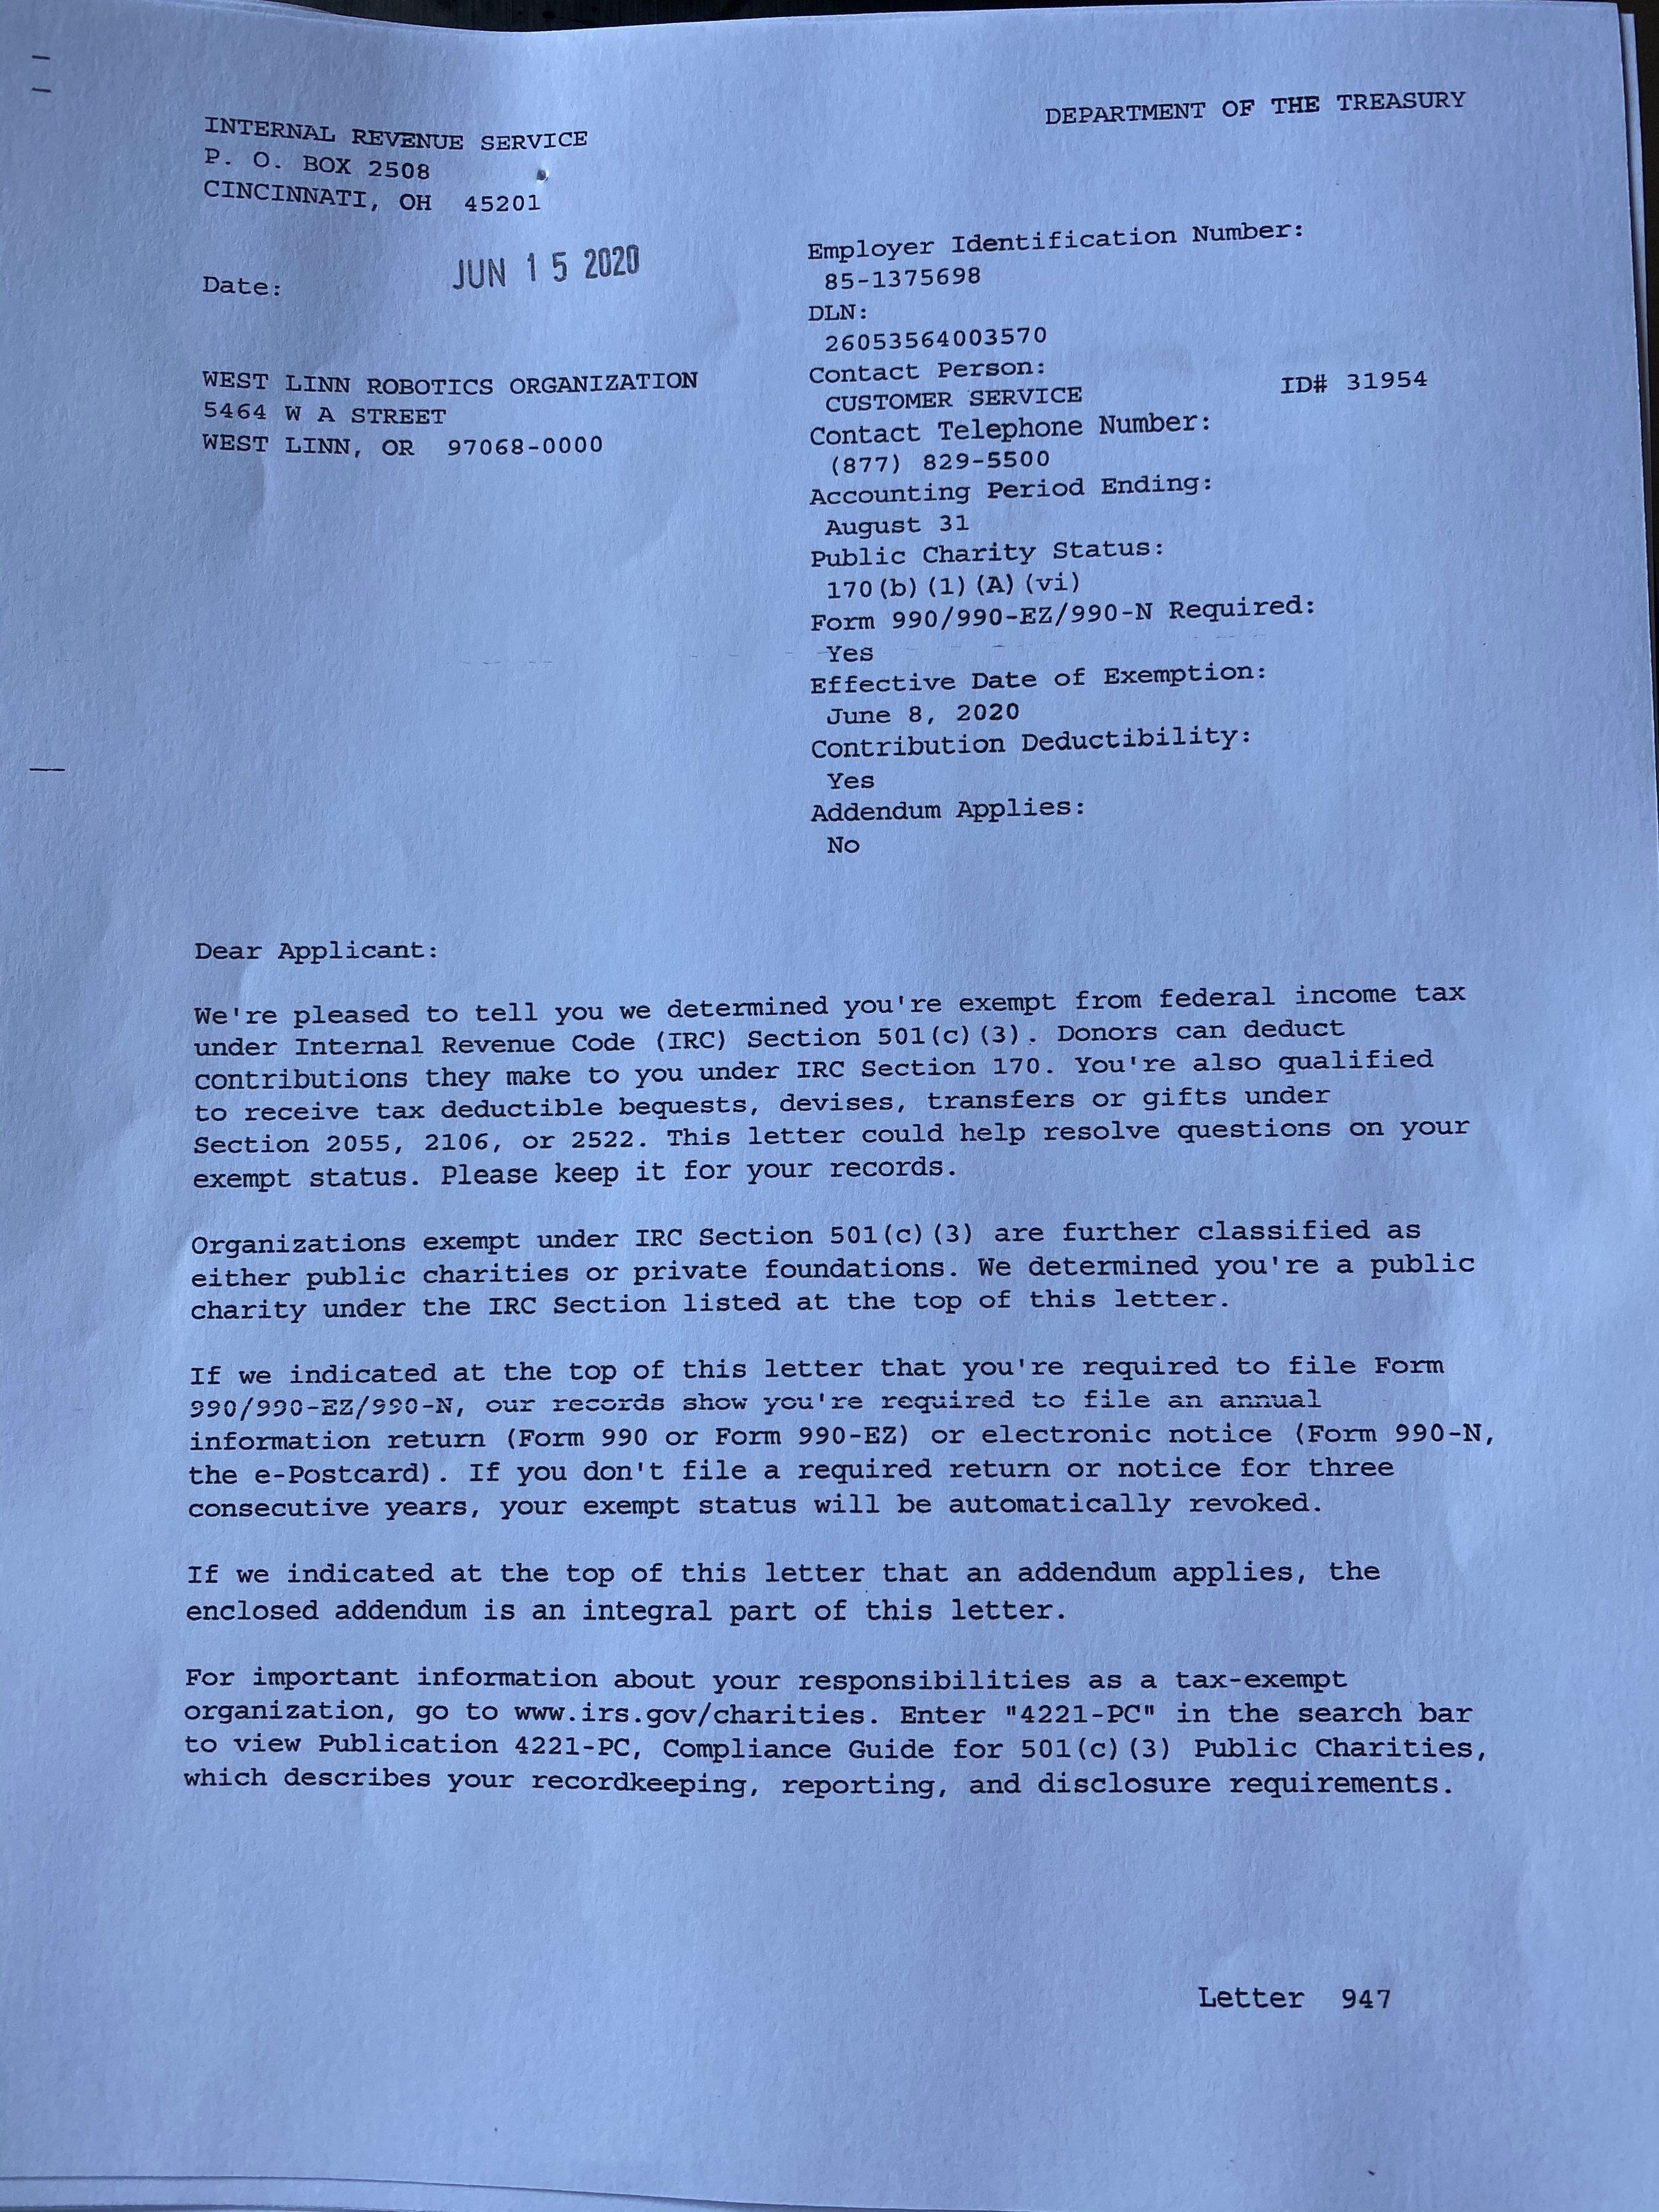 INTERNAL REVENUE SERVICE
P. O. BOX 2508
CINCINNATI, OH 45201
DEPARTMENT OF THE TREASURY
Date:
JUN 15 2020
WEST LINN ROBOTICS ORGANIZATION
5464 W A STREET
WEST LINN, OR 97068-0000
Employer Identification Number:
85-1375698
DLN:
26053564003570
Contact Person:
CUSTOMER SERVICE ID# 31954
Contact Telephone Number:
(877) 829-5500
Accounting Period Ending:
August 31
Public Charity Status:
170(b)(1)(A)(vi)
Form 990/990-EZ/990-N Required:
Yes
Effective Date of Exemption:
June 8, 2020
Contribution Deductibility:
Yes
Addendum Applies:
No
Dear Applicant:
We're pleased to tell you we determined you're exempt from federal income tax
under Internal Revenue Code (IRC) Section 501(c)(3). Donors can deduct
contributions they make to you under IRC Section 170. You're also qualified
to receive tax deductible bequests, devises, transfers or gifts under
Section 2055, 2106, or 2522. This letter could help resolve questions on your
exempt status. Please keep it for your records.
Organizations exempt under IRC Section 501(c)(3) are further classified as
either public charities or private foundations. We determined you're a public
charity under the IRC Section listed at the top of this letter.
If we indicated at the top of this letter that you're required to file Form
990/990-EZ/990-N, our records show you're required to file an annual
information return (Form 990 or Form 990-EZ) or electronic notice (Form 990-N,
the e-Postcard). If you don't file a required return or notice for three
consecutive years, your exempt status will be automatically revoked.
If we indicated at the top of this letter that an addendum applies, the
enclosed addendum is an integral part of this letter.
For important information about your responsibilities as a tax-exempt
organization, go to www.irs.gov/charities. Enter "4221-PC" in the search bar
to view Publication 4221-PC, Compliance Guide for 501(c)(3) Public Charities,
which describes your recordkeeping, reporting, and disclosure requirements.
Letter 947